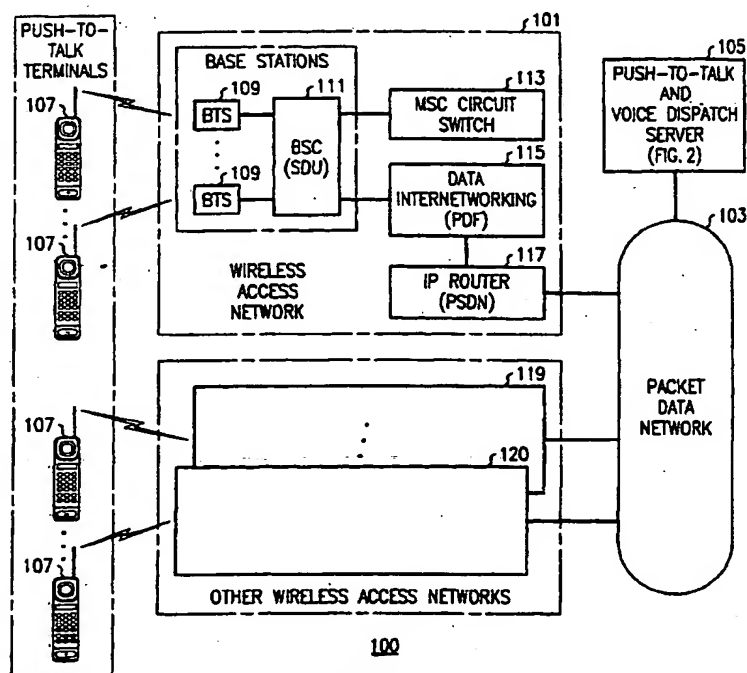 PUSH-TO-
TALK
TERMINALS
107
107
107
107
101
BASE STATIONS
109
BTS
109
BTS
111
BSC
(SDU)
113
MSC CIRCUIT
SWITCH
115
DATA
INTERNETWORKING
(PDF)
117
IP ROUTER
(PSDN)
WIRELESS
ACCESS
NETWORK
105
PUSH-TO-TALK
AND
VOICE DISPATCH
SERVER
(FIG. 2)
103
PACKET
DATA
NETWORK
119
120
OTHER WIRELESS ACCESS NETWORKS
100